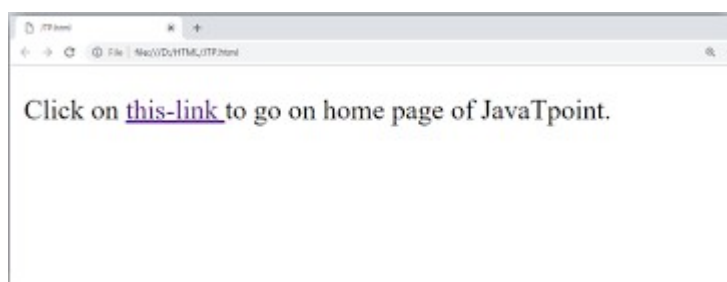 JTP.html
File | file:///D:/HTML/JTP.html
Click on this-link to go on home page of JavaTpoint.